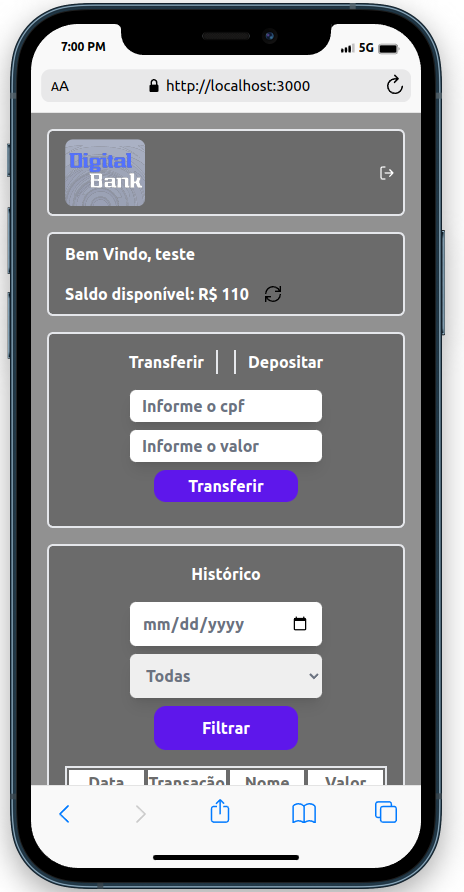 7:00 PM 5G
AA http://localhost:3000
Digital
Bank
Bem Vindo, teste
Saldo disponível: R$ 110
Transferir Depositar
Informe o cpf
Informe o valor
Transferir
Histórico
mm/dd/yyyy
Todas
Filtrar
Data Transação Nome Valor